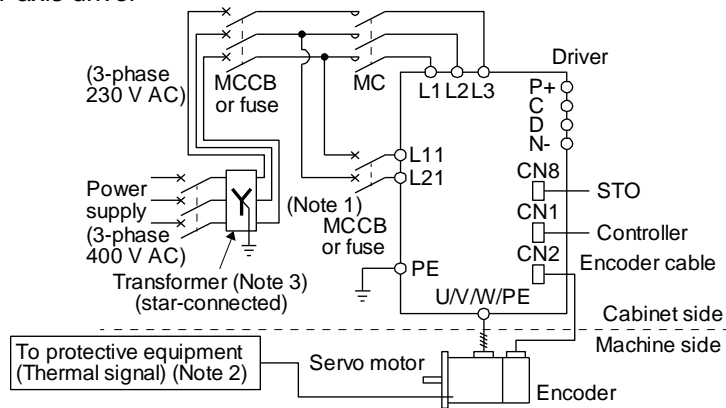 (3-phase
230 V AC)
MCCB
or fuse
MC
L1 L2 L3
Driver
P+
C
D
N-
L11
L21
CN8
STO
Power
supply
(3-phase
400 V AC)
(Note 1)
MCCB
or fuse
CN1
Controller
CN2
Encoder cable
Transformer (Note 3)
(star-connected)
PE
U/V/W/PE
Cabinet side
Machine side
To protective equipment
(Thermal signal) (Note 2)
Servo motor
Encoder